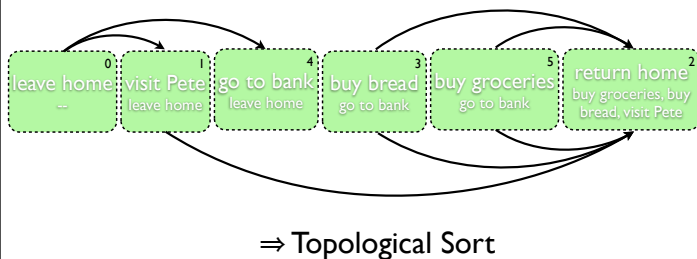 0
leave home
--
1
visit Pete
leave home
4
go to bank
leave home
3
buy bread
go to bank
5
buy groceries
go to bank
2
return home
buy groceries, buy
bread, visit Pete
⇒ Topological Sort